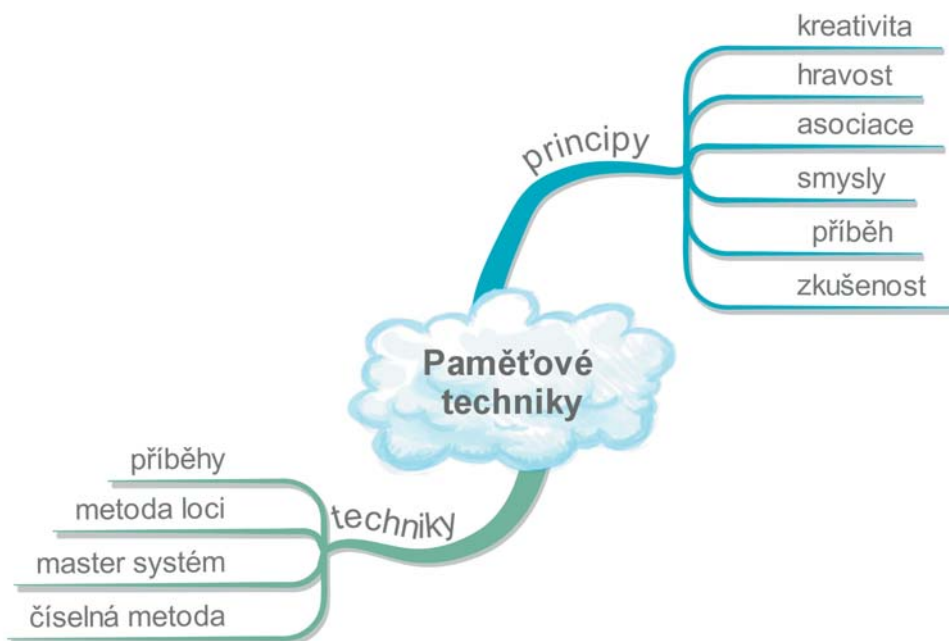 principy
kreativita
hravost
asociace
smysly
příběh
zkušenost
Paměťové
techniky
techniky
příběhy
metoda loci
master systém
číselná metoda